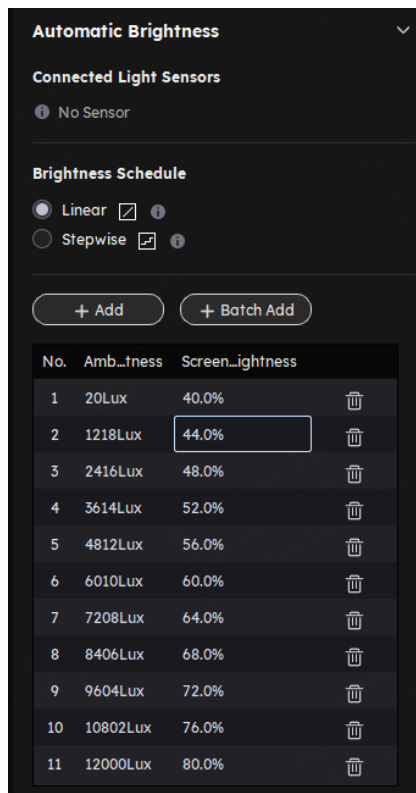 Automatic Brightness
Connected Light Sensors
No Sensor
Brightness Schedule
Linear
Stepwise
+ Add + Batch Add
No. Amb...tness Screen...ightness
1 20Lux 40.0%
2 1218Lux 44.0%
3 2416Lux 48.0%
4 3614Lux 52.0%
5 4812Lux 56.0%
6 6010Lux 60.0%
7 7208Lux 64.0%
8 8406Lux 68.0%
9 9604Lux 72.0%
10 10802Lux 76.0%
11 12000Lux 80.0%